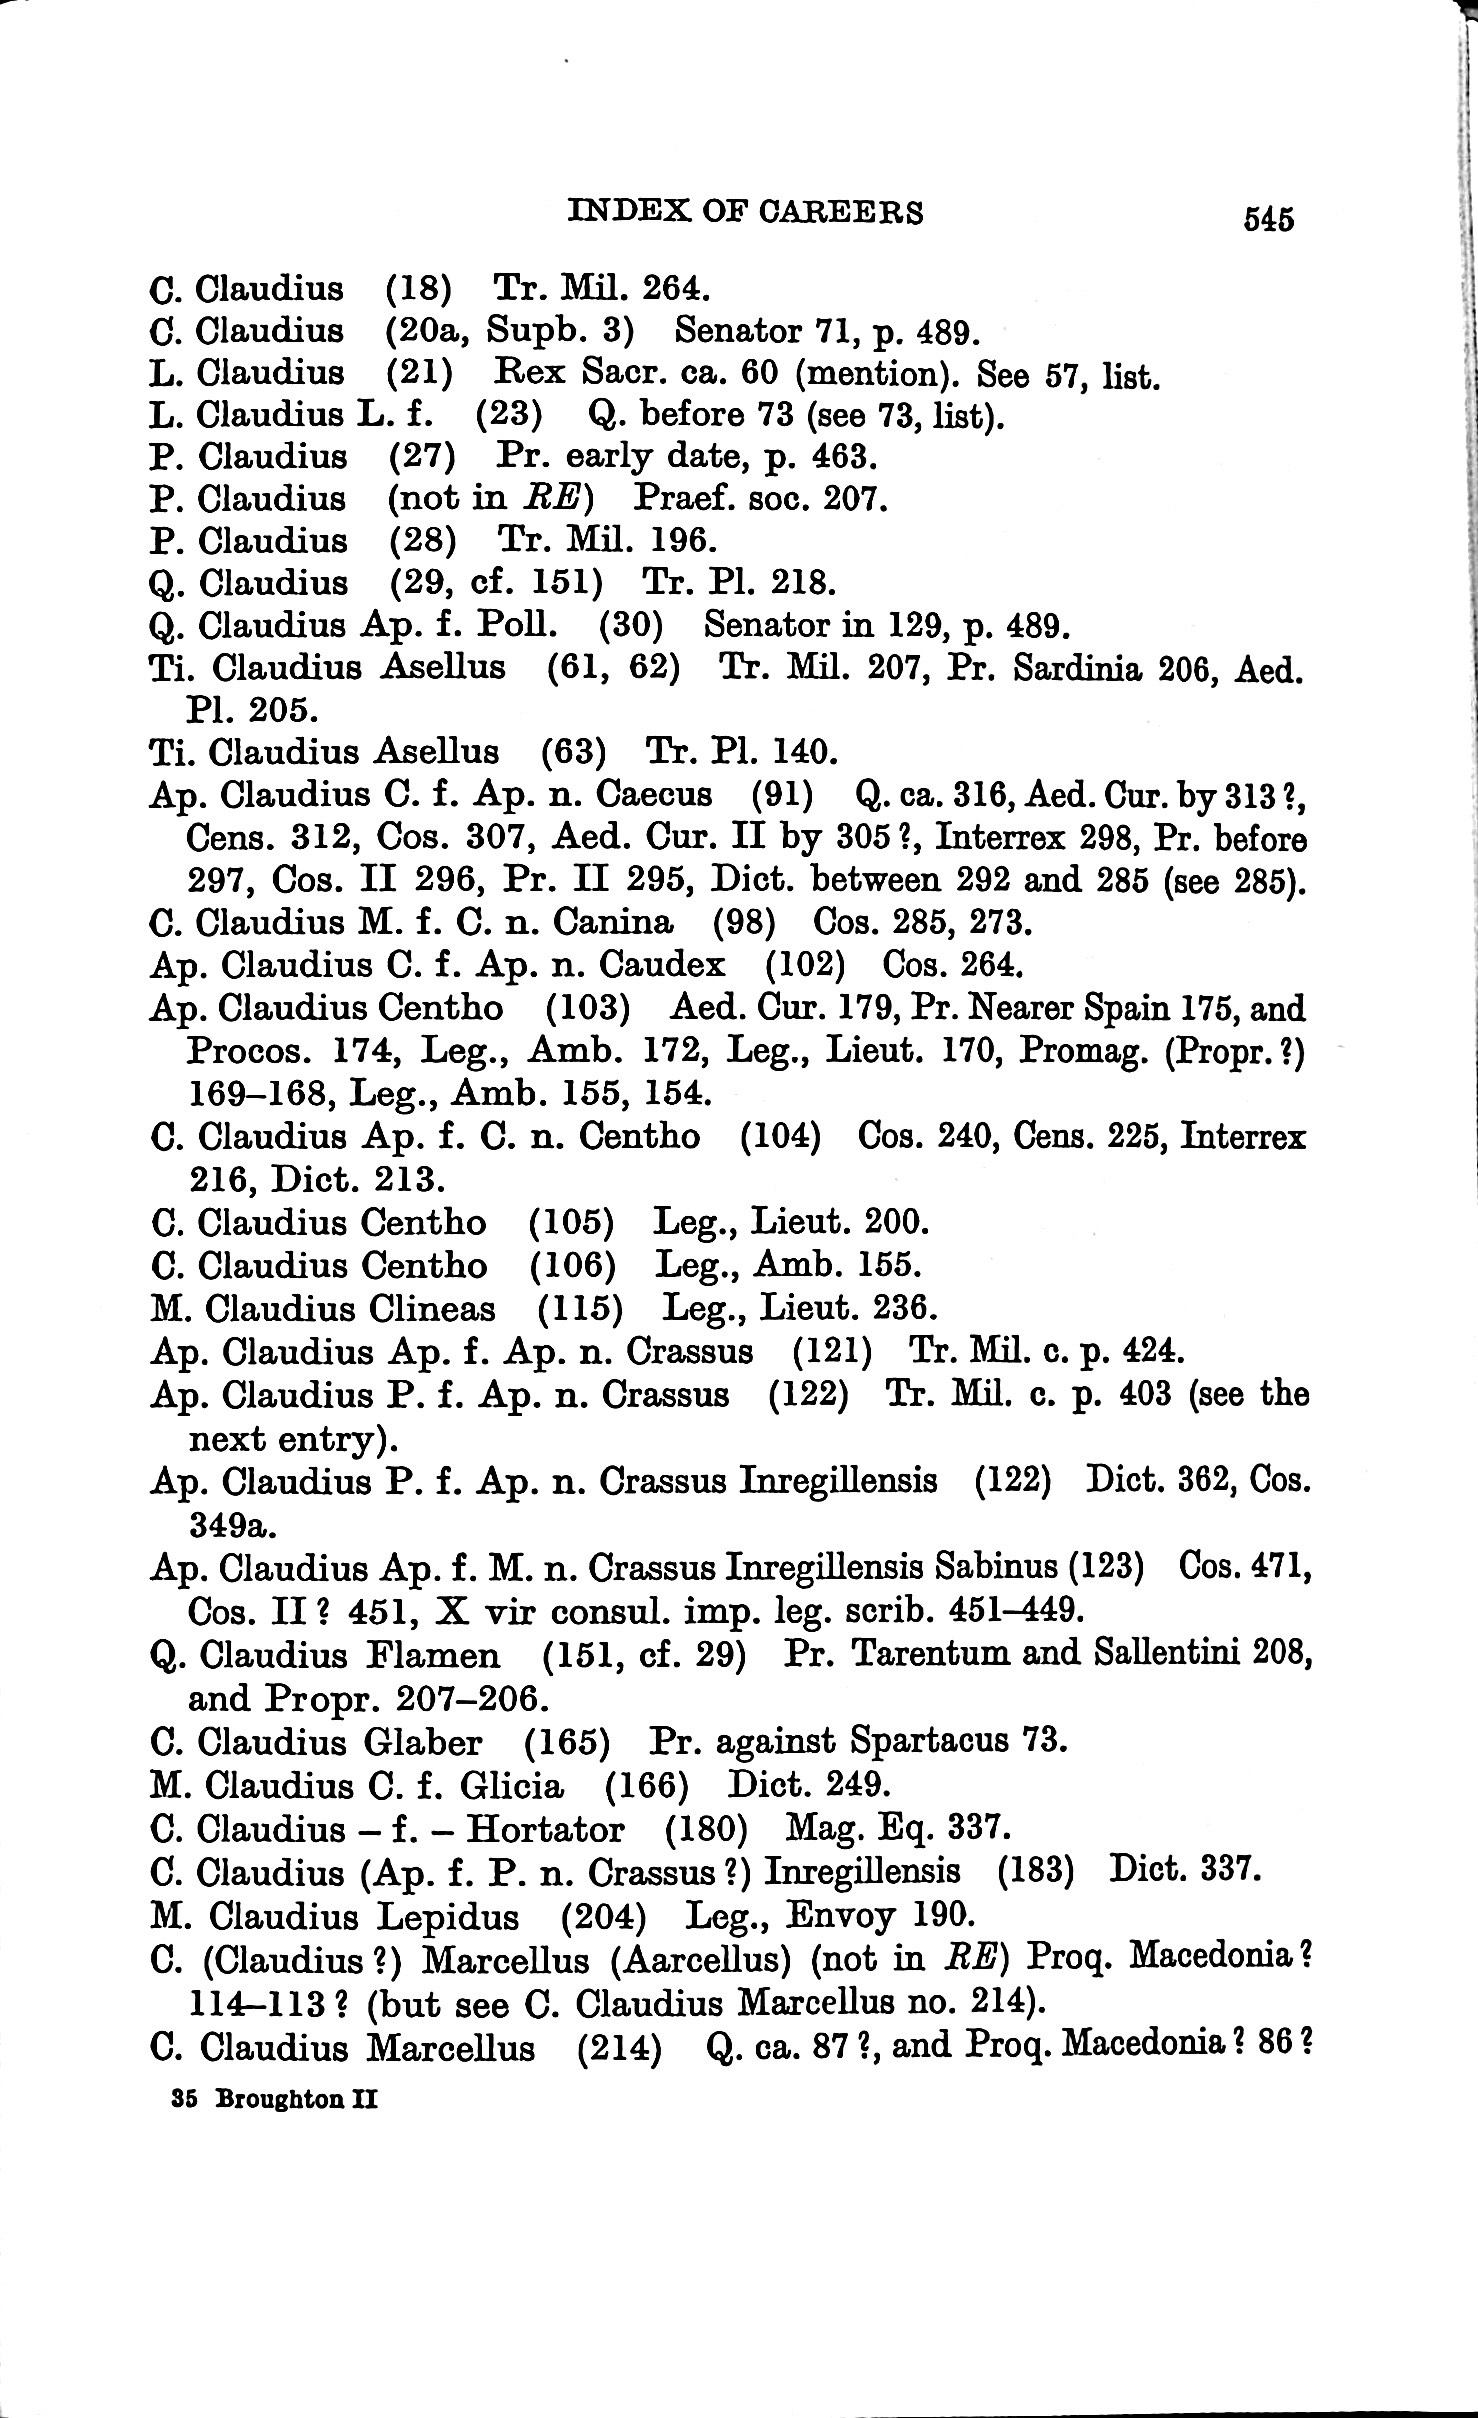 INDEX OF CAREERS 545
C. Claudius (18) Tr. Mil. 264.
C. Claudius (20a, Supb. 3) Senator 71, p. 489.
L. Claudius (21) Rex Sacr. ca. 60 (mention). See 57, list.
L. Claudius L. f. (23) Q. before 73 (see 73, list).
P. Claudius (27) Pr. early date, p. 463.
P. Claudius (not in RE) Praef. soc. 207.
P. Claudius (28) Tr. Mil. 196.
Q. Claudius (29, cf. 151) Tr. Pl. 218.
Q. Claudius Ap. f. Poll. (30) Senator in 129, p. 489.
Ti. Claudius Asellus (61, 62) Tr. Mil. 207, Pr. Sardinia 206, Aed.
Pl. 205.
Ti. Claudius Asellus (63) Tr. Pl. 140.
Ap. Claudius C. f. Ap. n. Caecus (91) Q. ca. 316, Aed. Cur. by 313?,
Cens. 312, Cos. 307, Aed. Cur. II by 305?, Interrex 298, Pr. before
297, Cos. II 296, Pr. II 295, Dict. between 292 and 285 (see 285).
C. Claudius M. f. C. n. Canina (98) Cos. 285, 273.
Ap. Claudius C. f. Ap. n. Caudex (102) Cos. 264.
Ap. Claudius Centho (103) Aed. Cur. 179, Pr. Nearer Spain 175, and
Procos. 174, Leg., Amb. 172, Leg., Lieut. 170, Promag. (Propr.?)
169–168, Leg., Amb. 155, 154.
C. Claudius Ap. f. C. n. Centho (104) Cos. 240, Cens. 225, Interrex
216, Dict. 213.
C. Claudius Centho (105) Leg., Lieut. 200.
C. Claudius Centho (106) Leg., Amb. 155.
M. Claudius Clineas (115) Leg., Lieut. 236.
Ap. Claudius Ap. f. Ap. n. Crassus (121) Tr. Mil. c. p. 424.
Ap. Claudius P. f. Ap. n. Crassus (122) Tr. Mil. c. p. 403 (see the
next entry).
Ap. Claudius P. f. Ap. n. Crassus Inregillensis (122) Dict. 362, Cos.
349a.
Ap. Claudius Ap. f. M. n. Crassus Inregillensis Sabinus (123) Cos. 471,
Cos. II? 451, X vir consul. imp. leg. scrib. 451–449.
Q. Claudius Flamen (151, cf. 29) Pr. Tarentum and Sallentini 208,
and Propr. 207–206.
C. Claudius Glaber (165) Pr. against Spartacus 73.
M. Claudius C. f. Glicia (166) Dict. 249.
C. Claudius – f. – Hortator (180) Mag. Eq. 337.
C. Claudius (Ap. f. P. n. Crassus?) Inregillensis (183) Dict. 337.
M. Claudius Lepidus (204) Leg., Envoy 190.
C. (Claudius?) Marcellus (Aarcellus) (not in RE) Proq. Macedonia?
114–113? (but see C. Claudius Marcellus no. 214).
C. Claudius Marcellus (214) Q. ca. 87?, and Proq. Macedonia? 86?
35 Broughton II